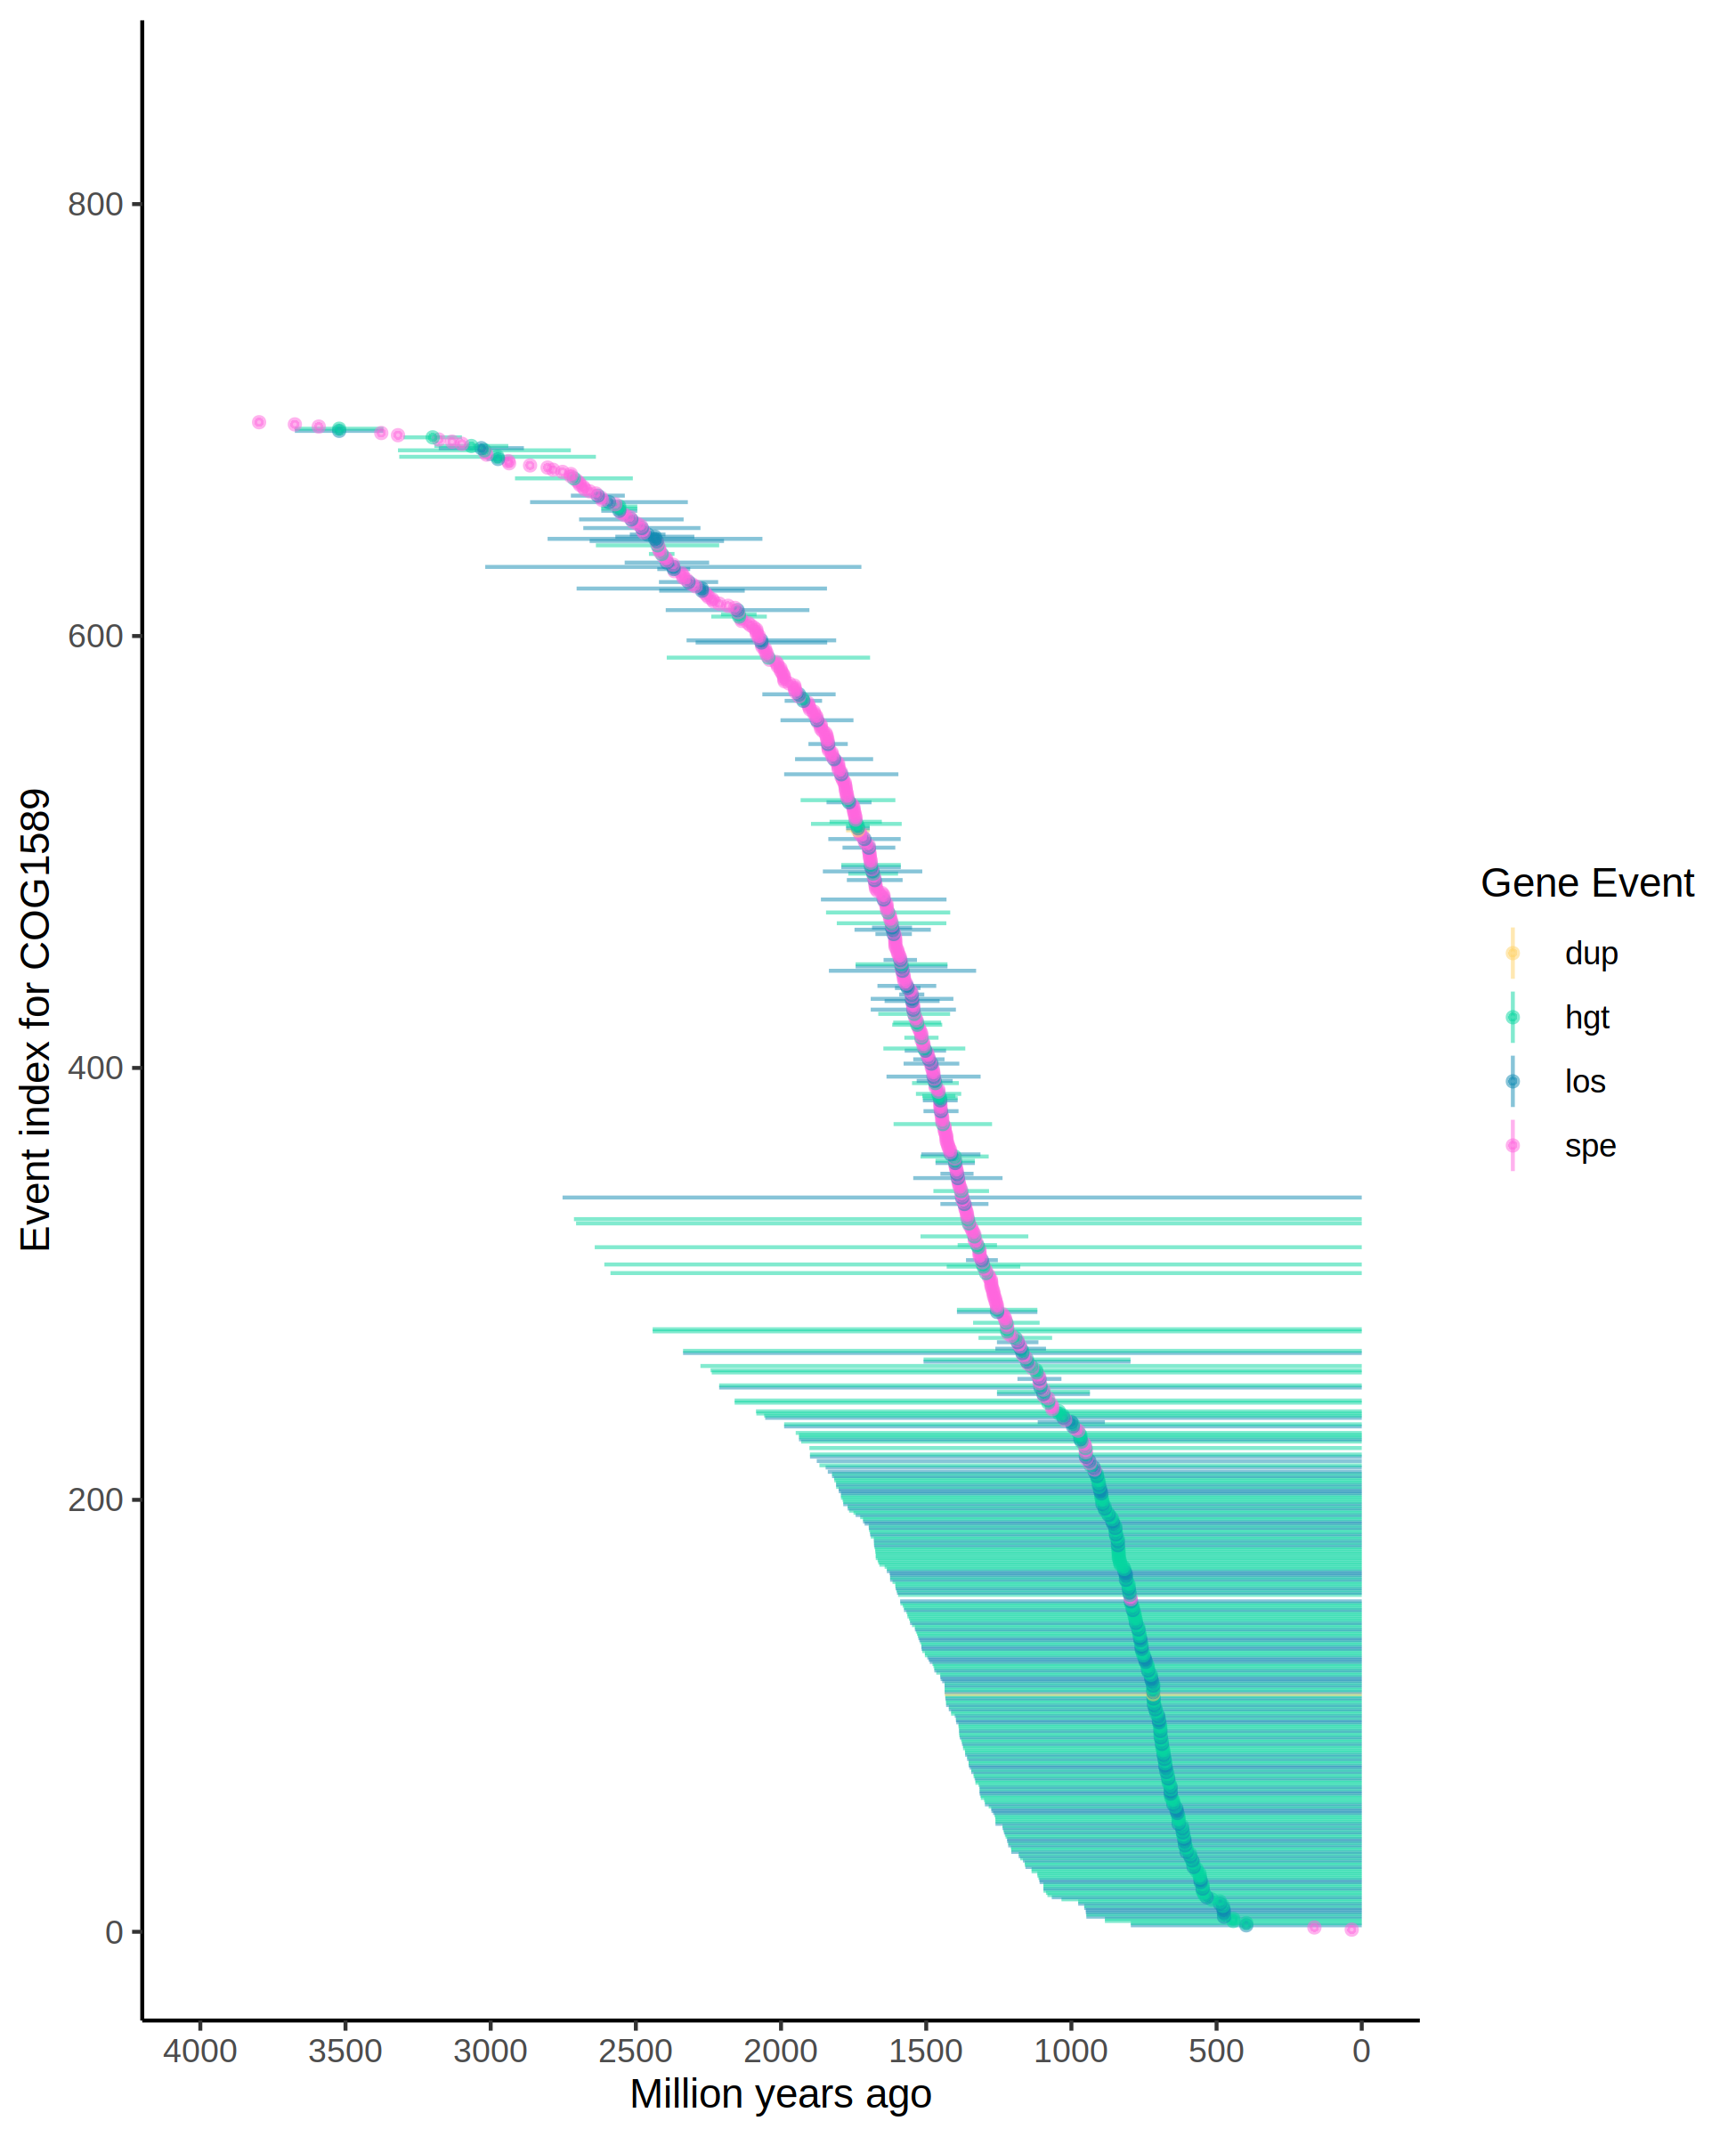 800
600
400
200
0
Event index for COG1589
4000 3500 3000 2500 2000 1500 1000 500 0
Million years ago
Gene Event
dup
hgt
los
spe